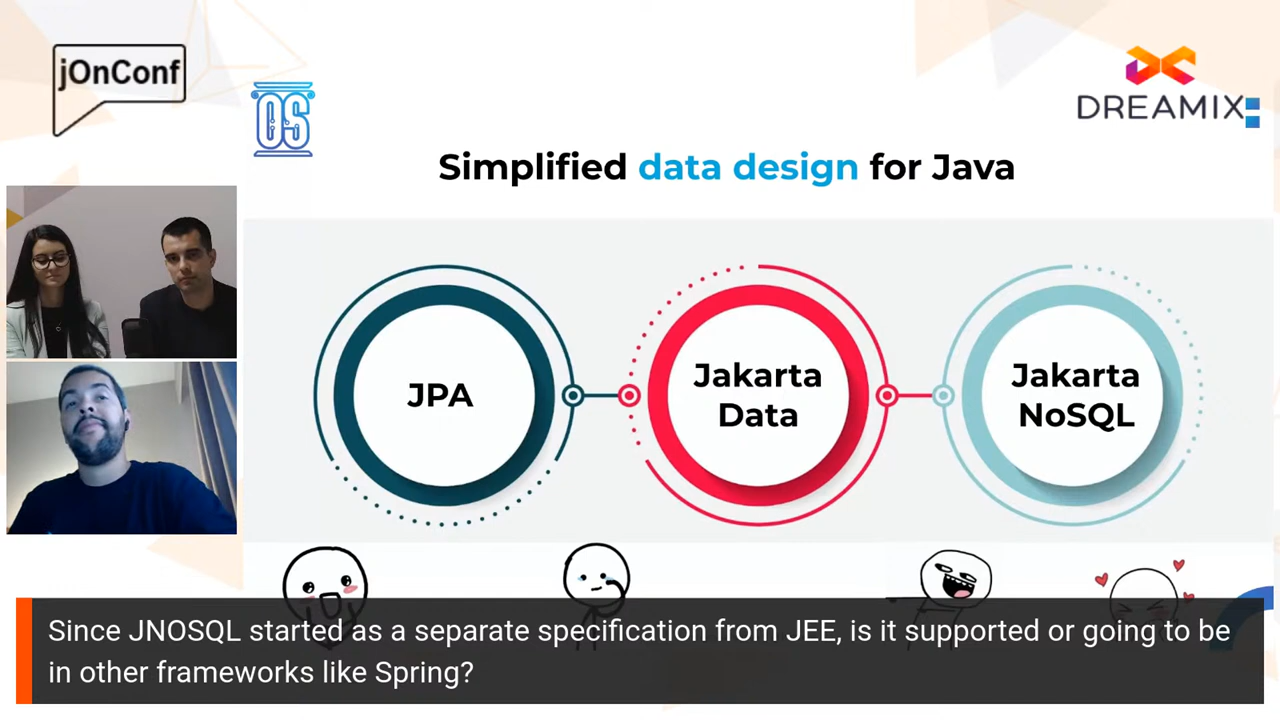 jOnConf
OS
DREAMIX
Simplified data design for Java
JPA
Jakarta
Data
Jakarta
NoSQL
Since JNOSQL started as a separate specification from JEE, is it supported or going to be
in other frameworks like Spring?